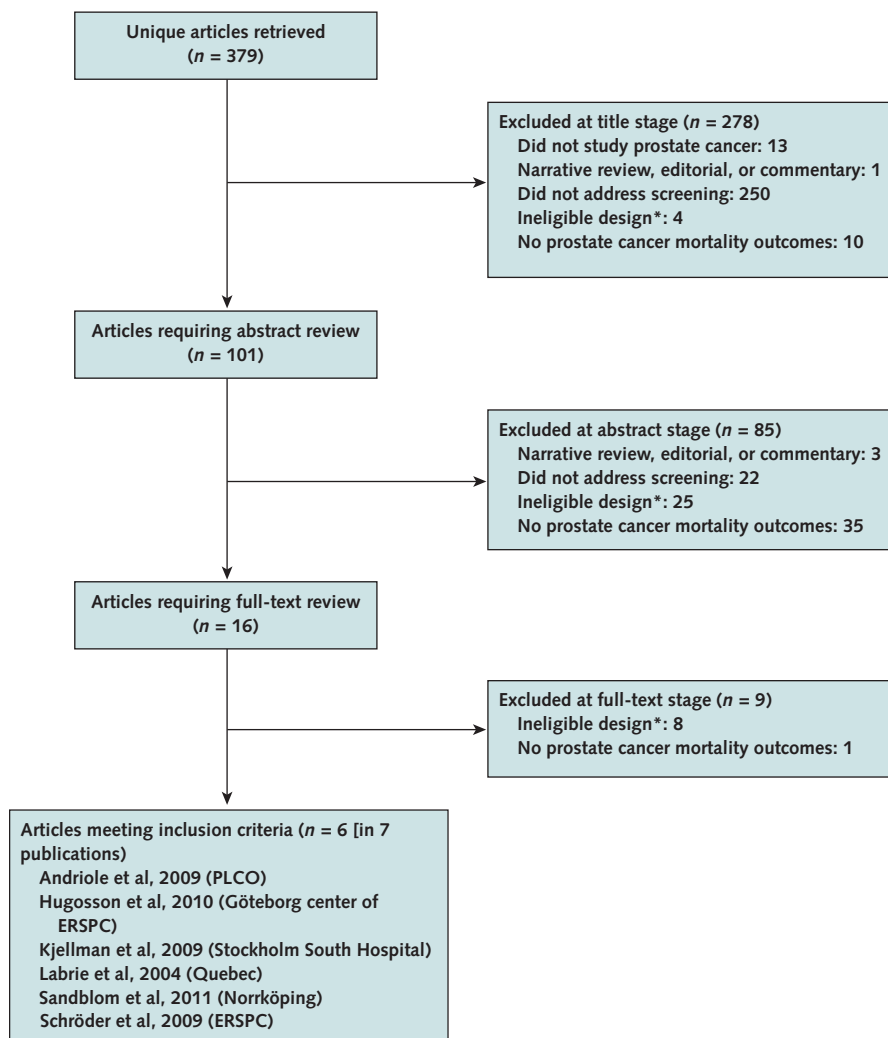 Unique articles retrieved
(n = 379)
Excluded at title stage (n = 278)
Did not study prostate cancer: 13
Narrative review, editorial, or commentary: 1
Did not address screening: 250
Ineligible design*: 4
No prostate cancer mortality outcomes: 10
Articles requiring abstract review
(n = 101)
Excluded at abstract stage (n = 85)
Narrative review, editorial, or commentary: 3
Did not address screening: 22
Ineligible design*: 25
No prostate cancer mortality outcomes: 35
Articles requiring full-text review
(n = 16)
Excluded at full-text stage (n = 9)
Ineligible design*: 8
No prostate cancer mortality outcomes: 1
Articles meeting inclusion criteria (n = 6 [in 7
publications)
Andriole et al, 2009 (PLCO)
Hugosson et al, 2010 (Göteborg center of
ERSPC)
Kjellman et al, 2009 (Stockholm South Hospital)
Labrie et al, 2004 (Quebec)
Sandblom et al, 2011 (Norrköping)
Schröder et al, 2009 (ERSPC)